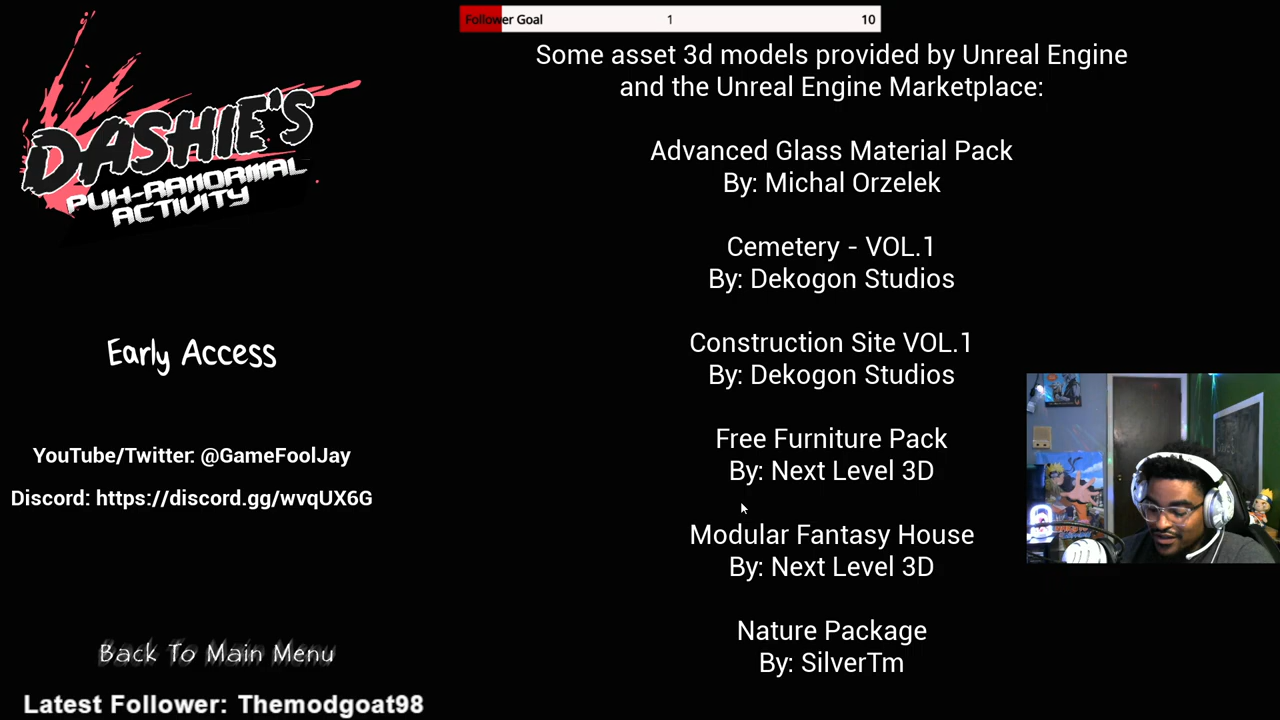 Follower Goal 1 10
DASHIE'S
PUH-RANORMAL
ACTIVITY
Early Access
YouTube/Twitter: @GameFoolJay
Discord: https://discord.gg/wvqUX6G
Back To Main Menu
Latest Follower: Themodgoat98
Some asset 3d models provided by Unreal Engine
and the Unreal Engine Marketplace:
Advanced Glass Material Pack
By: Michal Orzelek
Cemetery - VOL.1
By: Dekogon Studios
Construction Site VOL.1
By: Dekogon Studios
Free Furniture Pack
By: Next Level 3D
Modular Fantasy House
By: Next Level 3D
Nature Package
By: SilverTm